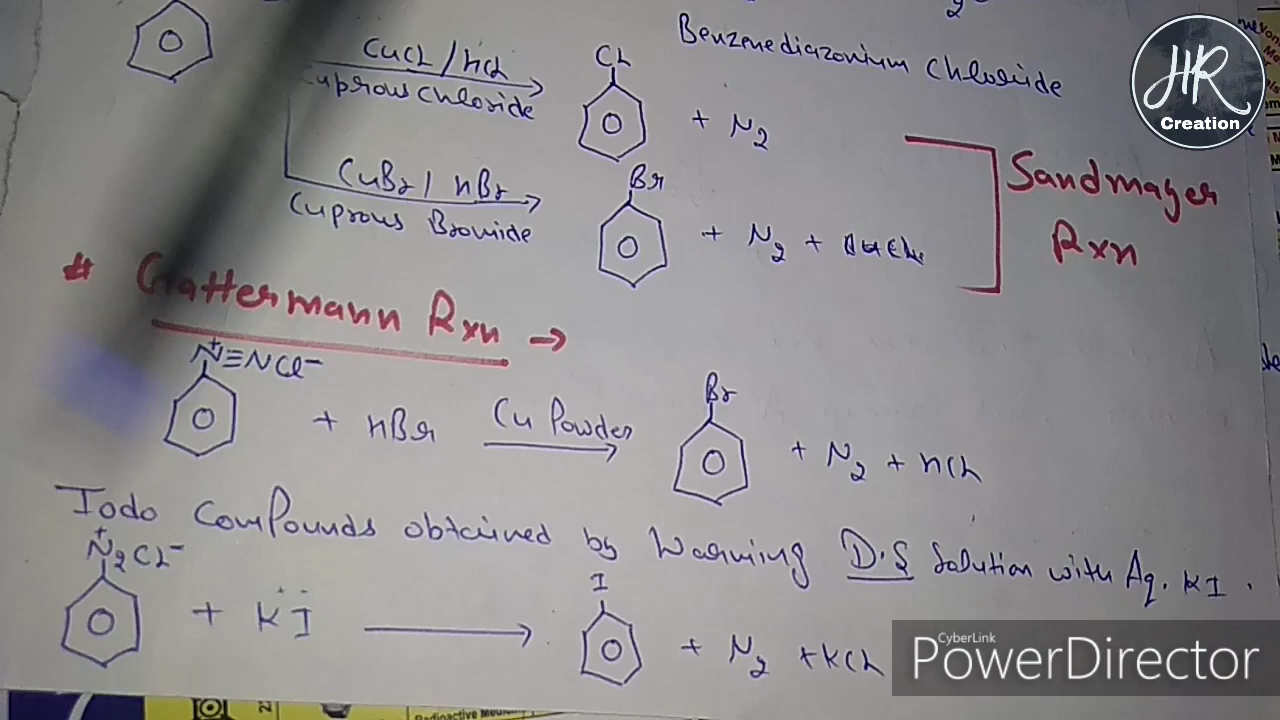 Benzenediazonium Chloride
CuCl / HCl
Cuprous Chloride
Cl
+ N2
CuBr / HBr
Cuprous Bromide
Br
+ N2 +
Sandmayer
Rxn
# Gattermann Rxn →
N+≡NCl−
+ HBr
Cu Powder
Br
+ N2 + HCl
Iodo Compounds obtained by Warming D.S Solution with Aq. KI.
N2+Cl−
+ KI
I
+ N2 + KCl
HR
Creation
CyberLink
PowerDirector